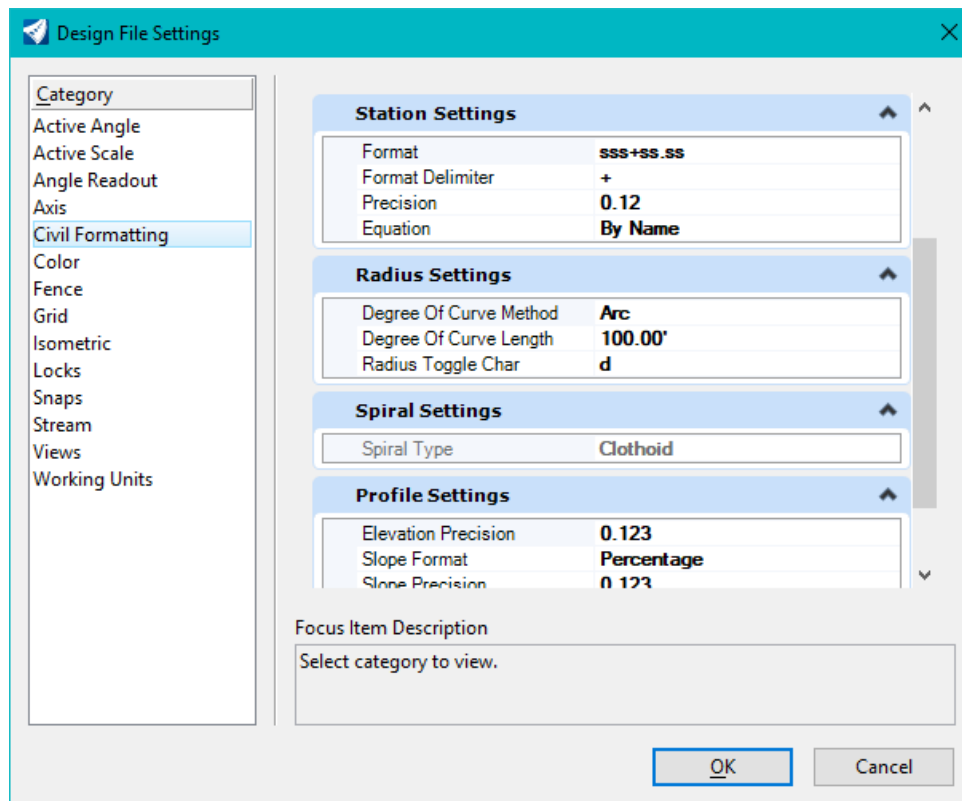 Design File Settings
Category
Active Angle
Active Scale
Angle Readout
Axis
Civil Formatting
Color
Fence
Grid
Isometric
Locks
Snaps
Stream
Views
Working Units
Station Settings
Format sss+ss.ss
Format Delimiter +
Precision 0.12
Equation By Name
Radius Settings
Degree Of Curve Method Arc
Degree Of Curve Length 100.00'
Radius Toggle Char d
Spiral Settings
Spiral Type Clothoid
Profile Settings
Elevation Precision 0.123
Slope Format Percentage
Slope Precision 0.123
Focus Item Description
Select category to view.
OK Cancel